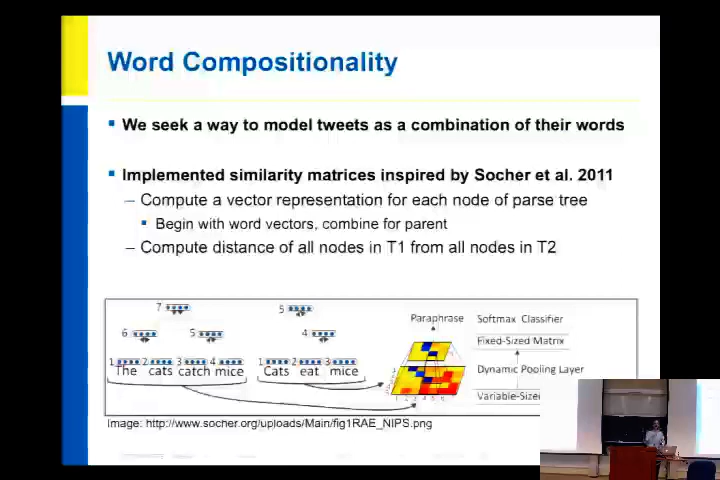 Word Compositionality
We seek a way to model tweets as a combination of their words
Implemented similarity matrices inspired by Socher et al. 2011
– Compute a vector representation for each node of parse tree
Begin with word vectors, combine for parent
– Compute distance of all nodes in T1 from all nodes in T2
7
5
6
5
4
Paraphrase
Softmax Classifier
Fixed-Sized Matrix
Dynamic Pooling Layer
1 2 3 4
The cats catch mice
1 2 3
Cats eat mice
Variable-Size
Image: http://www.socher.org/uploads/Main/fig1RAE_NIPS.png